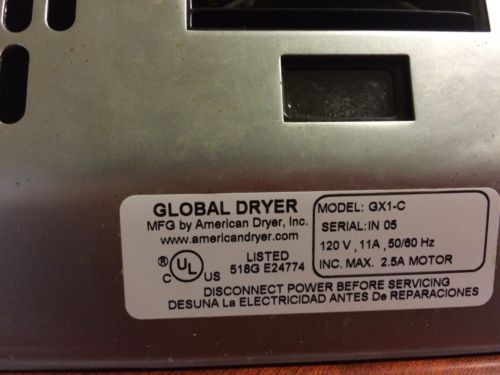 GLOBAL DRYER
MFG by American Dryer, Inc.
www.americandryer.com
® UL C US
LISTED
518G E24774
MODEL: GX1-C
SERIAL: IN 05
120 V , 11A , 50/60 Hz
INC. MAX. 2.5A MOTOR
DISCONNECT POWER BEFORE SERVICING
DESUNA La ELECTRICIDAD ANTES De REPARACIONES